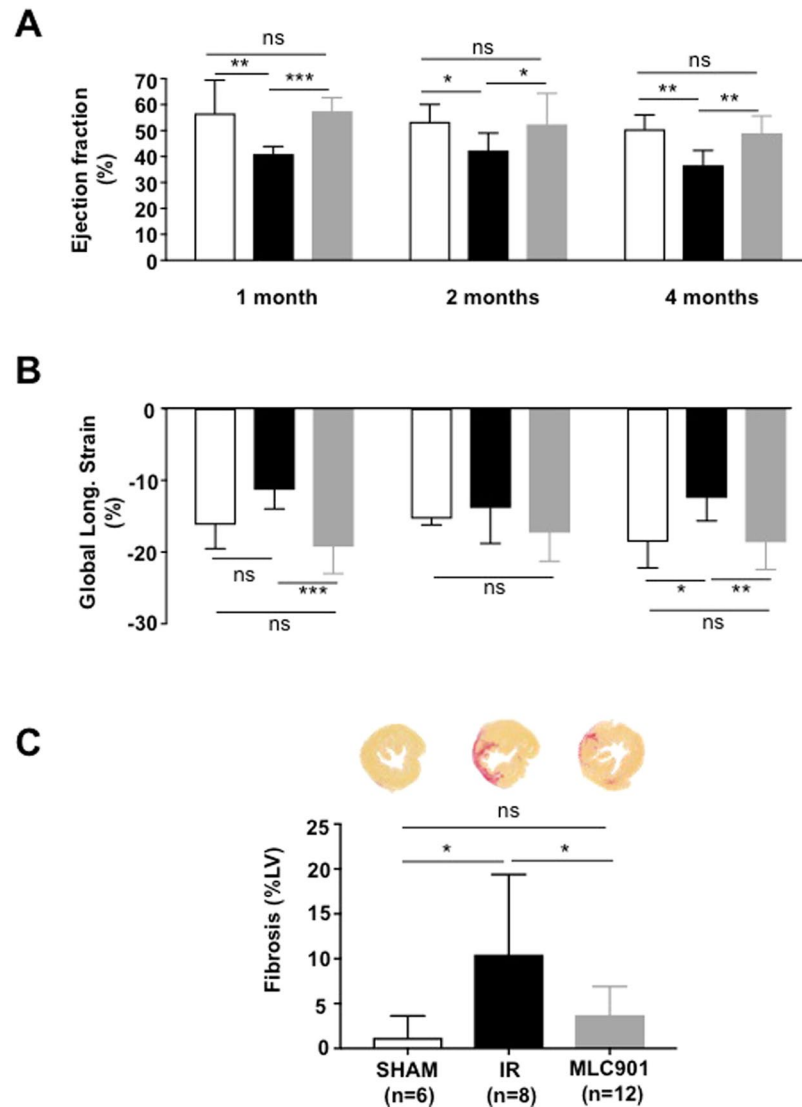 A
ns
** ***
ns
* *
ns
** **
Ejection fraction
(%)
70
60
50
40
30
20
10
0
1 month 2 months 4 months
B
Global Long. Strain
(%)
0
-10
-20
-30
ns
***
ns
ns
* **
ns
C
ns
* *
Fibrosis (%LV)
25
20
15
10
5
0
SHAM IR MLC901
(n=6) (n=8) (n=12)